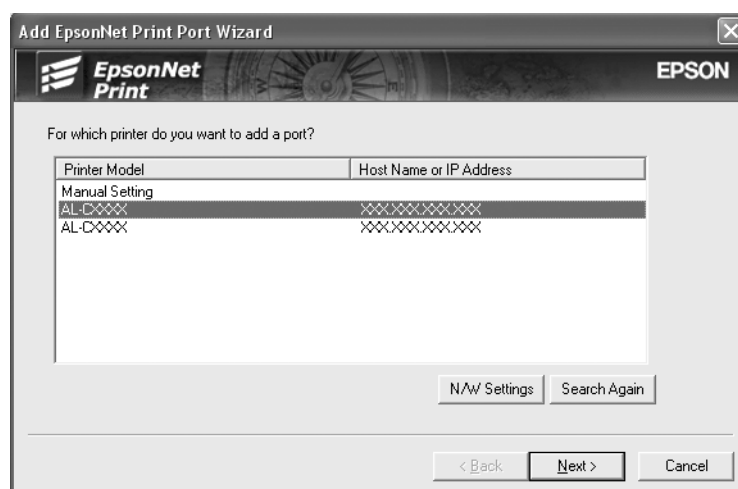 Add EpsonNet Print Port Wizard
EpsonNet
Print
EPSON
For which printer do you want to add a port?
Printer Model Host Name or IP Address
Manual Setting
AL-CXXXX XXX.XXX.XXX.XXX
AL-CXXXX XXX.XXX.XXX.XXX
N/W Settings Search Again
< Back Next > Cancel